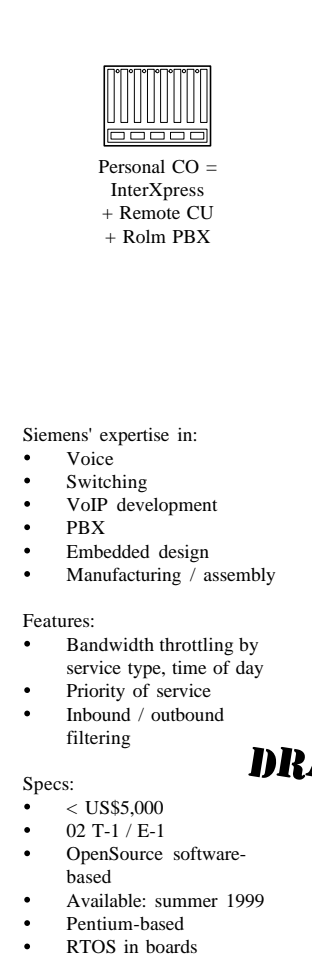 Personal CO =
InterXpress
+ Remote CU
+ Rolm PBX
Siemens' expertise in:
• Voice
• Switching
• VoIP development
• PBX
• Embedded design
• Manufacturing / assembly
Features:
• Bandwidth throttling by
service type, time of day
• Priority of service
• Inbound / outbound
filtering
Specs:
• < US$5,000
• 02 T-1 / E-1
• OpenSource software-
based
• Available: summer 1999
• Pentium-based
• RTOS in boards